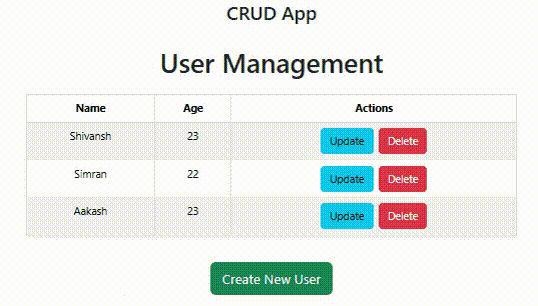 CRUD App
User Management
Name Age Actions
Shivansh 23 Update Delete
Simran 22 Update Delete
Aakash 23 Update Delete
Create New User